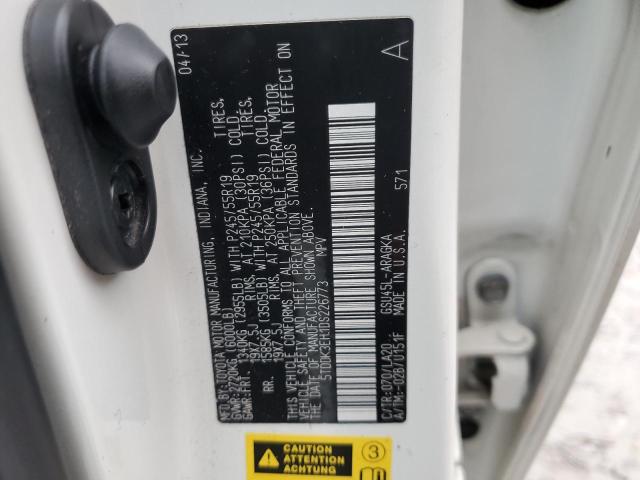 MFD.BY:TOYOTA MOTOR MANUFACTURING, INDIANA, INC. 04/13
GVWR:2720KG(6000LB)
GAWR:FRT. 1340KG(2955LB)WITH P245/55R19 TIRES,
19X7.5J RIMS, AT 210KPA(30PSI) COLD.
RR. 1585KG(3505LB)WITH P245/55R19 TIRES,
19X7.5J RIMS, AT 250KPA(36PSI) COLD.
THIS VEHICLE CONFORMS TO ALL APPLICABLE FEDERAL MOTOR
VEHICLE SAFETY AND THEFT PREVENTION STANDARDS IN EFFECT ON
THE DATE OF MANUFACTURE SHOWN ABOVE.
5TDDK3EH1DS226773 MPV
A
C/TR:070/LA20 GSU45L-ARAGKA
A/TM:-02B/U151F MADE IN U.S.A. 571
CAUTION
ATTENTION
ACHTUNG
3